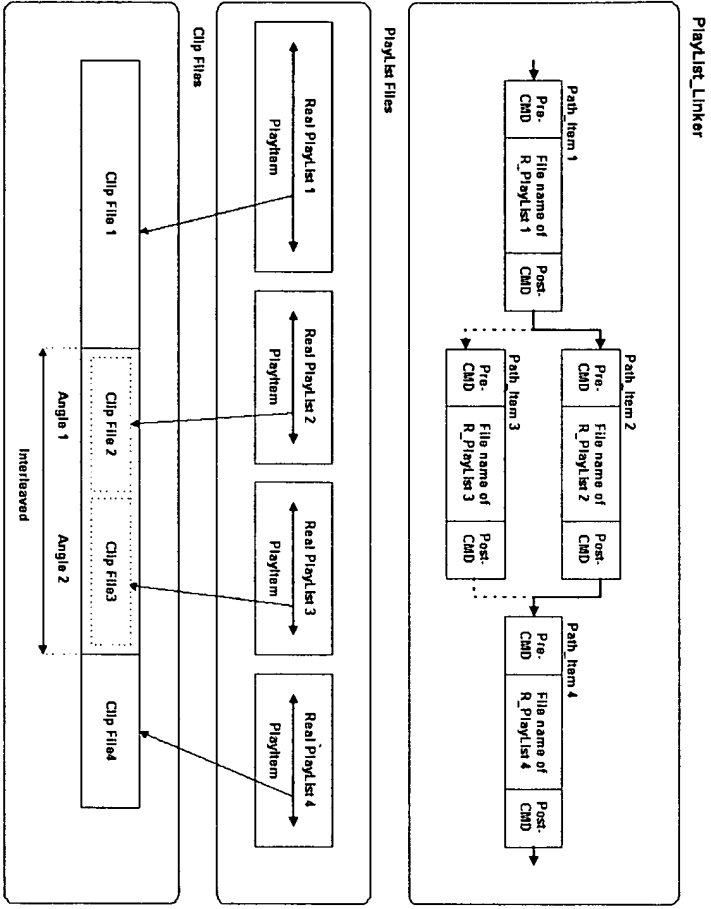 PlayList_Linker
Path_Item 1
Pre-
CMD
File name of
R_PlayList 1
Post-
CMD
Path_Item 2
Pre-
CMD
File name of
R_PlayList 2
Post-
CMD
Path_Item 3
Pre-
CMD
File name of
R_PlayList 3
Post-
CMD
Path_Item 4
Pre-
CMD
File name of
R_PlayList 4
Post-
CMD
PlayList Files
Real PlayList 1
PlayItem
Real PlayList 2
PlayItem
Real PlayList 3
PlayItem
Real PlayList 4
PlayItem
Clip Files
Clip File 1
Clip File 2
Clip File3
Clip File4
Angle 1
Angle 2
Interleaved